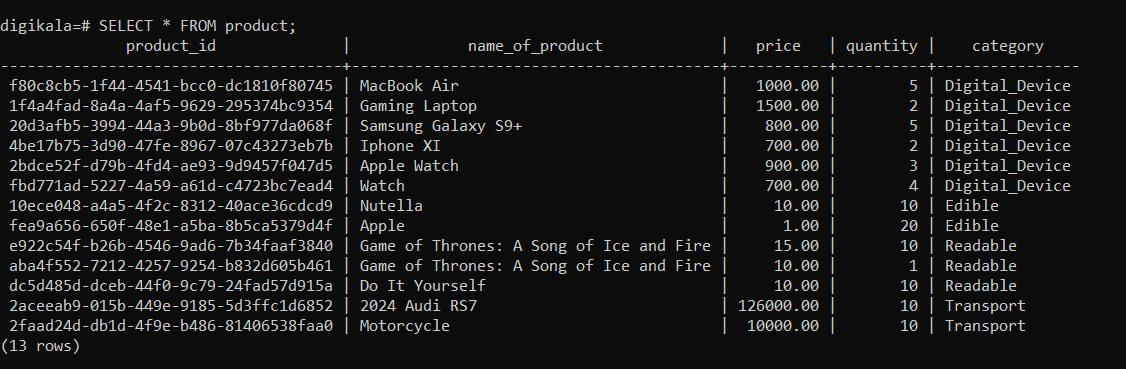 digikala=# SELECT * FROM product;
product_id | name_of_product | price | quantity | category
--------------------------------------+-----------------------------------------+-----------+----------+----------------
f80c8cb5-1f44-4541-bcc0-dc1810f80745 | MacBook Air | 1000.00 | 5 | Digital_Device
1f4a4fad-8a4a-4af5-9629-295374bc9354 | Gaming Laptop | 1500.00 | 2 | Digital_Device
20d3afb5-3994-44a3-9b0d-8bf977da068f | Samsung Galaxy S9+ | 800.00 | 5 | Digital_Device
4be17b75-3d90-47fe-8967-07c43273eb7b | Iphone XI | 700.00 | 2 | Digital_Device
2bdce52f-d79b-4fd4-ae93-9d9457f047d5 | Apple Watch | 900.00 | 3 | Digital_Device
fbd771ad-5227-4a59-a61d-c4723bc7ead4 | Watch | 700.00 | 4 | Digital_Device
10ece048-a4a5-4f2c-8312-40ace36cdcd9 | Nutella | 10.00 | 10 | Edible
fea9a656-650f-48e1-a5ba-8b5ca5379d4f | Apple | 1.00 | 20 | Edible
e922c54f-b26b-4546-9ad6-7b34faaf3840 | Game of Thrones: A Song of Ice and Fire | 15.00 | 10 | Readable
aba4f552-7212-4257-9254-b832d605b461 | Game of Thrones: A Song of Ice and Fire | 10.00 | 1 | Readable
dc5d485d-dceb-44f0-9c79-24fad57d915a | Do It Yourself | 10.00 | 10 | Readable
2aceeab9-015b-449e-9185-5d3ffc1d6852 | 2024 Audi RS7 | 126000.00 | 10 | Transport
2faad24d-db1d-4f9e-b486-81406538faa0 | Motorcycle | 10000.00 | 10 | Transport
(13 rows)